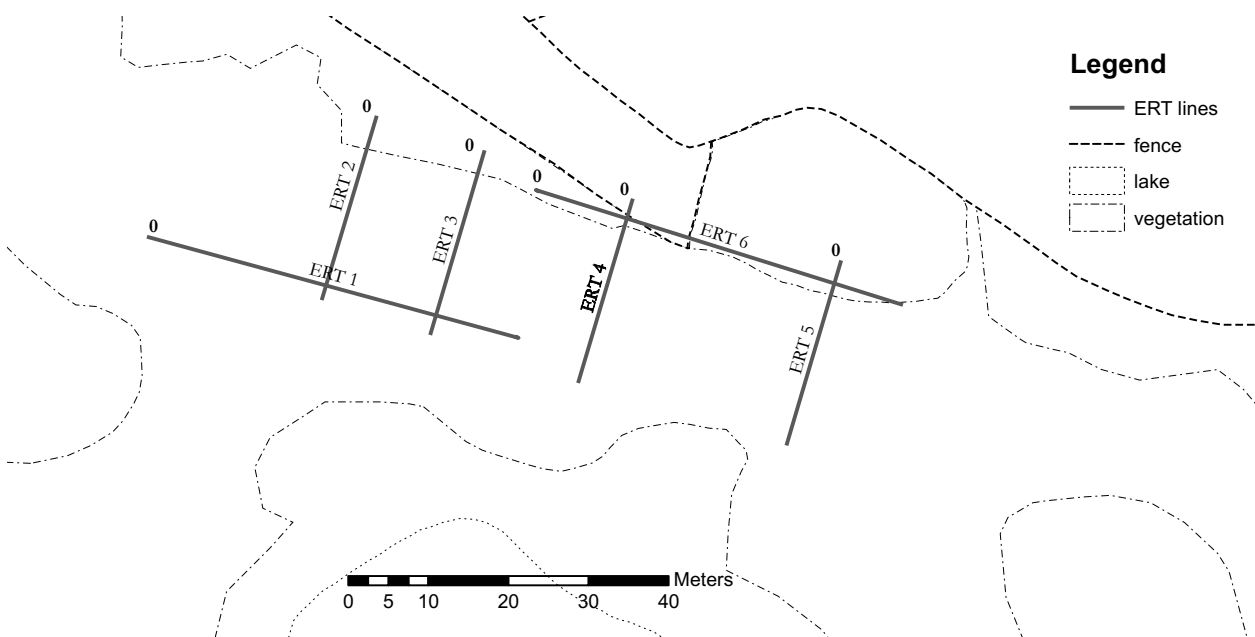 Legend
ERT lines
fence
lake
vegetation
0
0
0
0
0
0
ERT 2
ERT 3
ERT 6
ERT 1
ERT 4
ERT 5
Meters
0 5 10 20 30 40